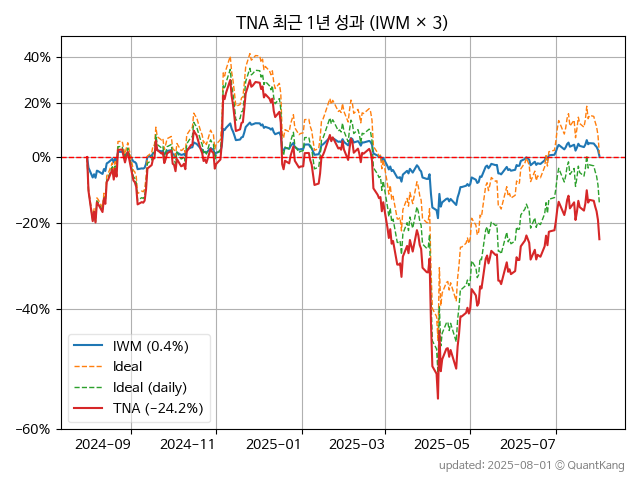 TNA 최근 1년 성과 (IWM × 3)
40%
20%
0%
−20%
−40%
−60%
IWM (0.4%)
Ideal
Ideal (daily)
TNA (−24.2%)
2024−09
2024−11
2025−01
2025−03
2025−05
2025−07
updated: 2025-08-01 © QuantKang